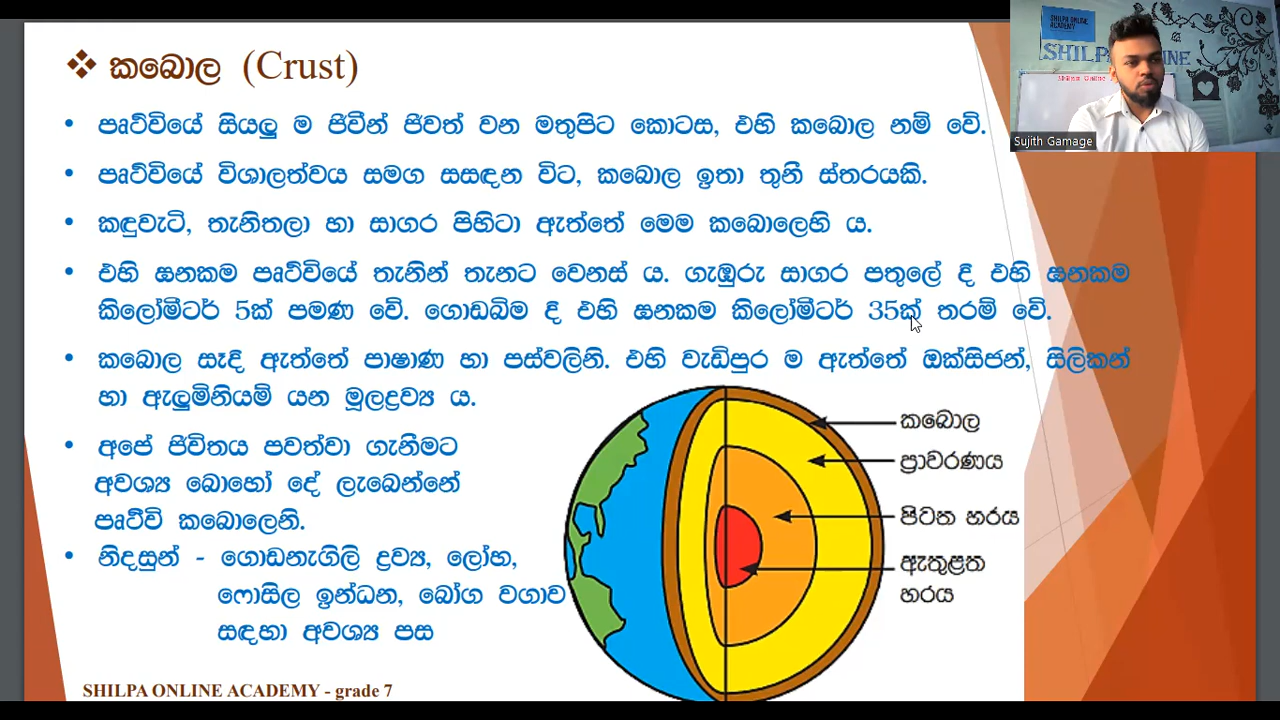 ❖ කබොල (Crust)
• පෘථිවියේ සියලු ම ජිවීන් ජීවත් වන මතුපිට කොටස, එහි කබොල නම් වේ.
• පෘථිවියේ විශාලත්වය සමග සසඳන විට, කබොල ඉතා තුනී ස්තරයකි.
• කඳුවැටි, තැනිතලා හා සාගර පිහිටා ඇත්තේ මෙම කබොලෙහි ය.
• එහි ඝනකම පෘථිවියේ තැනින් තැනට වෙනස් ය. ගැඹුරු සාගර පතුලේ දී එහි ඝනකම
කිලෝමීටර් 5ක් පමණ වේ. ගොඩබිම දී එහි ඝනකම කිලෝමීටර් 35ක් තරම් වේ.
• කබොල සෑදී ඇත්තේ පාෂාණ හා පස්වලිනි. එහි වැඩිපුර ම ඇත්තේ ඔක්සිජන්, සිලිකන්
හා ඇලුමිනියම් යන මූලද්‍රව්‍ය ය.
• අපේ ජිවිතය පවත්වා ගැනීමට
අවශ්‍ය බොහෝ දේ ලැබෙන්නේ
පෘථිවි කබොලෙනි.
• නිදසුන් - ගොඩනැගිලි ද්‍රව්‍ය, ලෝහ,
ෆොසිල ඉන්ධන, බෝග වගාව
සඳහා අවශ්‍ය පස
කබොල
ප්‍රාවරණය
පිටත හරය
ඇතුළත
හරය
SHILPA ONLINE ACADEMY - grade 7
SHILPA ONLINE
ACADEMY
Sujith Gamage